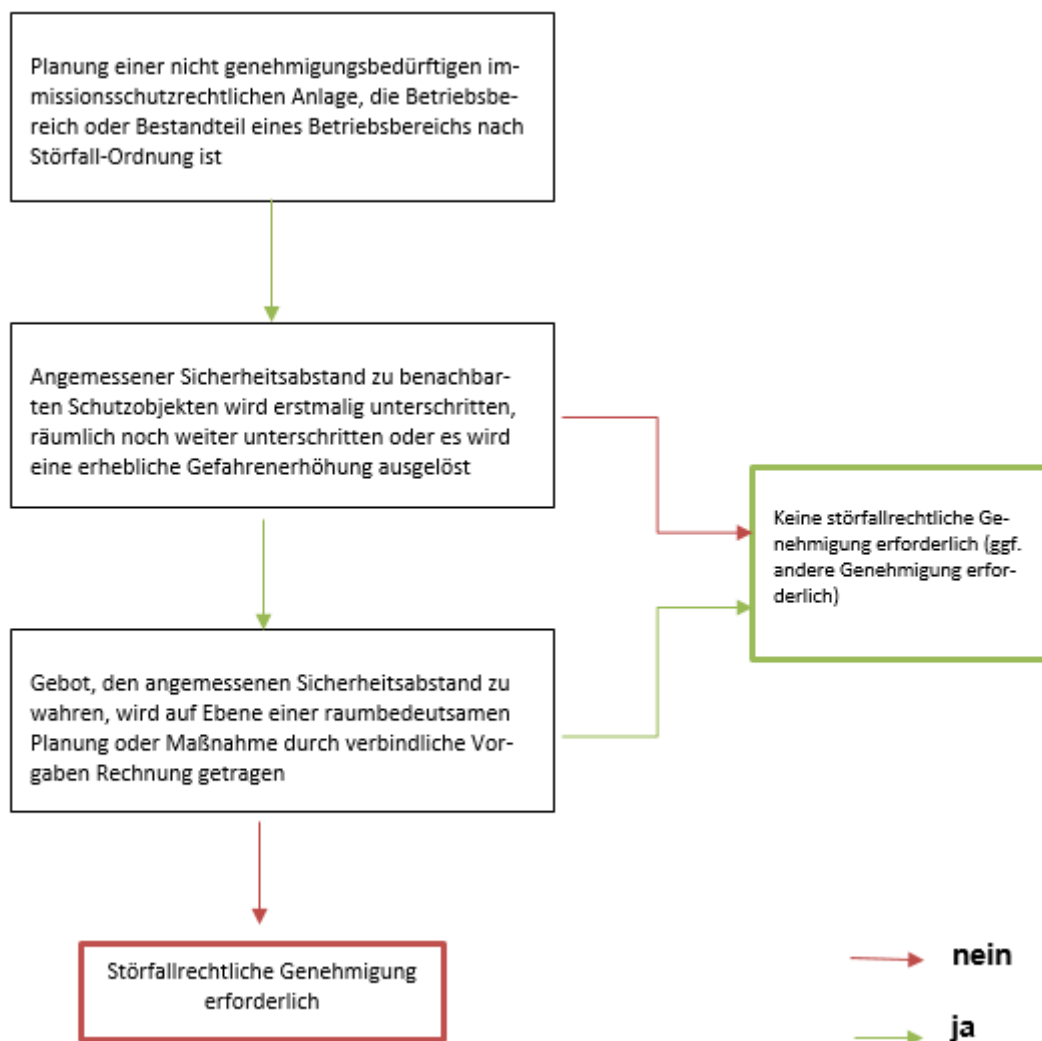 Planung einer nicht genehmigungsbedürftigen im-
missionsschutzrechtlichen Anlage, die Betriebsbe-
reich oder Bestandteil eines Betriebsbereichs nach
Störfall-Ordnung ist
Angemessener Sicherheitsabstand zu benachbar-
ten Schutzobjekten wird erstmalig unterschritten,
räumlich noch weiter unterschritten oder es wird
eine erhebliche Gefahrenerhöhung ausgelöst
Keine störfallrechtliche Ge-
nehmigung erforderlich (ggf.
andere Genehmigung erfor-
derlich)
Gebot, den angemessenen Sicherheitsabstand zu
wahren, wird auf Ebene einer raumbedeutsamen
Planung oder Maßnahme durch verbindliche Vor-
gaben Rechnung getragen
Störfallrechtliche Genehmigung
erforderlich
nein
ja